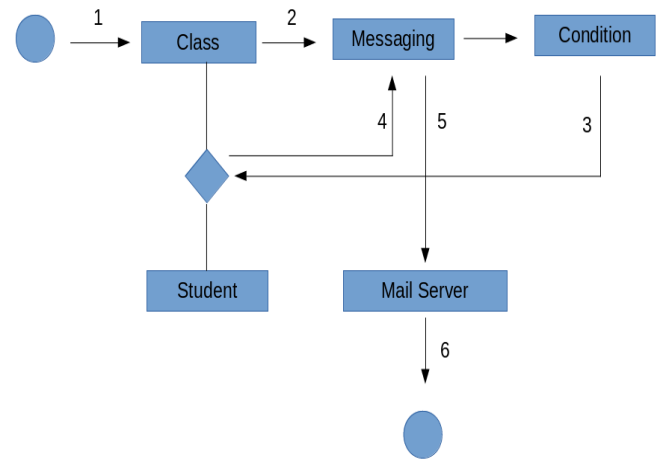 1
2
Class
Messaging
Condition
4
5
3
Student
Mail Server
6